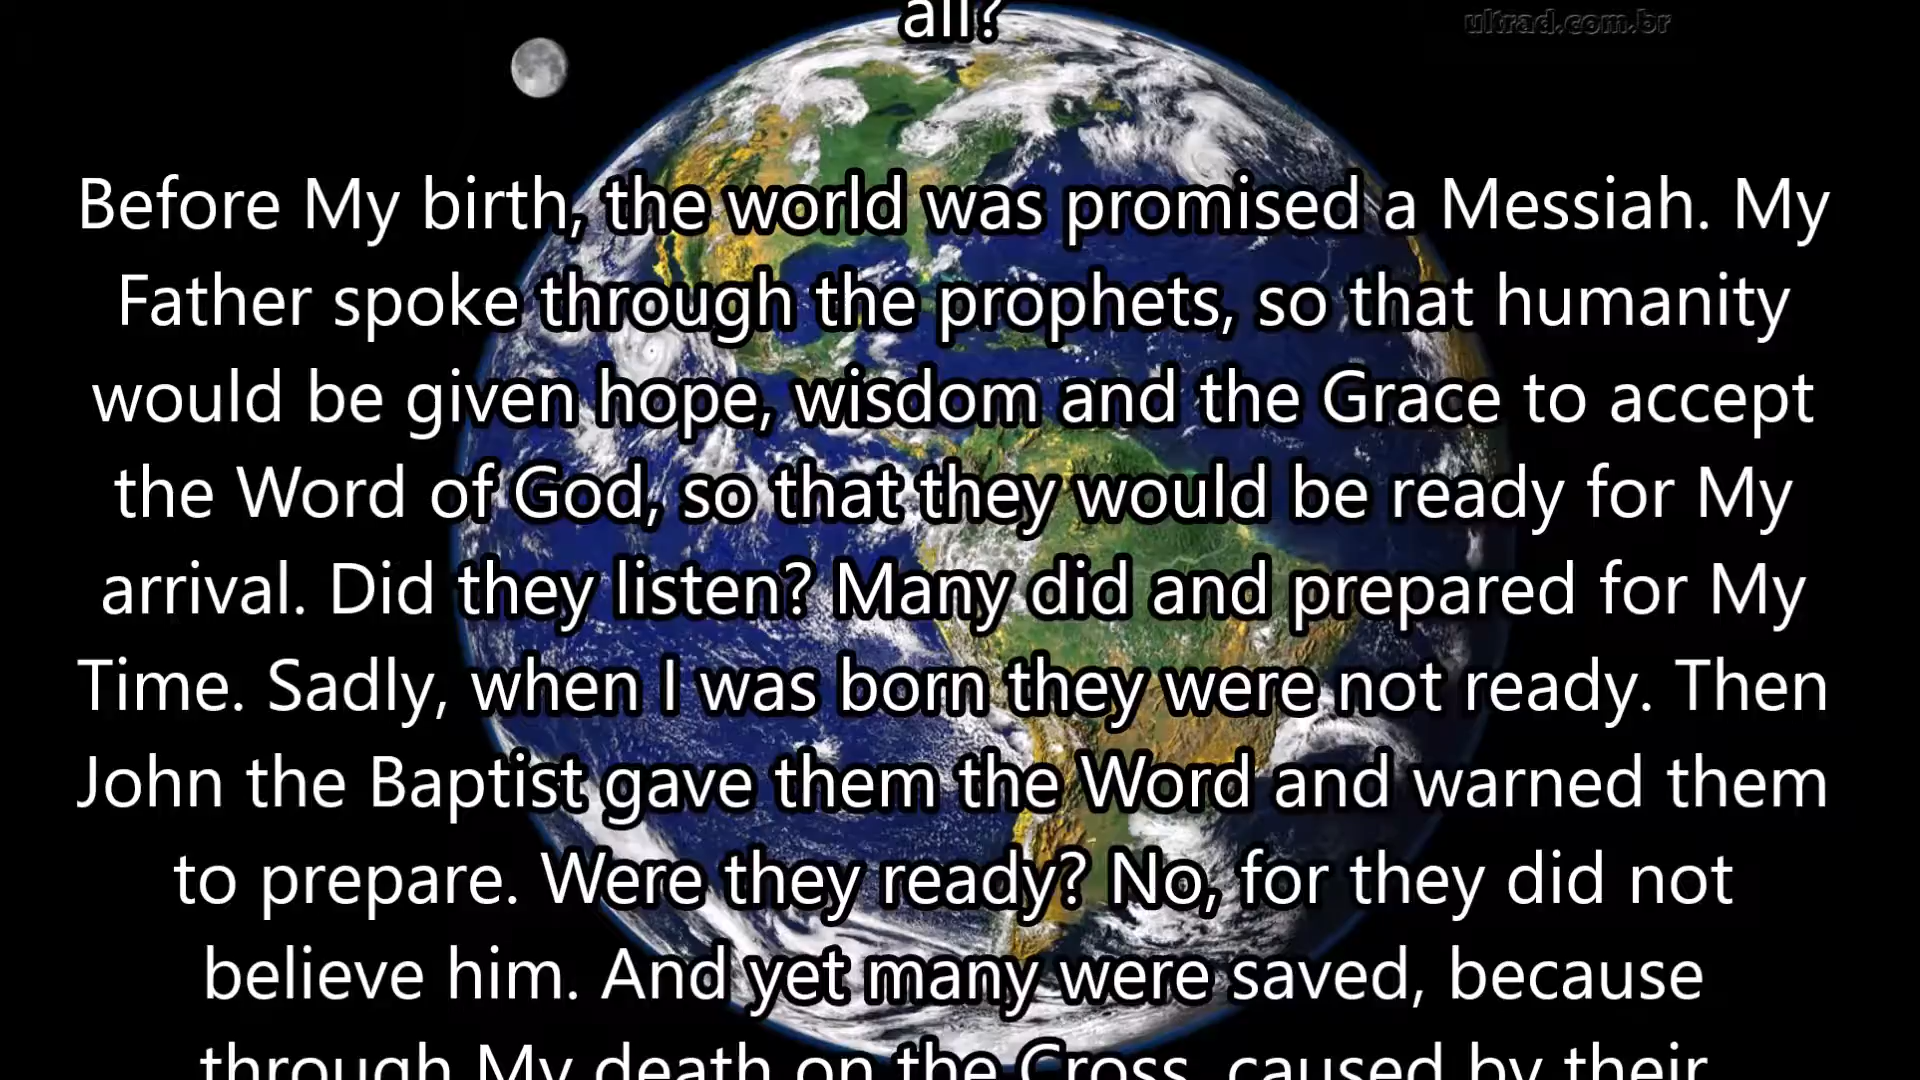 all?
ultrad.com.br
Before My birth, the world was promised a Messiah. My
Father spoke through the prophets, so that humanity
would be given hope, wisdom and the Grace to accept
the Word of God, so that they would be ready for My
arrival. Did they listen? Many did and prepared for My
Time. Sadly, when I was born they were not ready. Then
John the Baptist gave them the Word and warned them
to prepare. Were they ready? No, for they did not
believe him. And yet many were saved, because
through My death on the Cross, caused by their